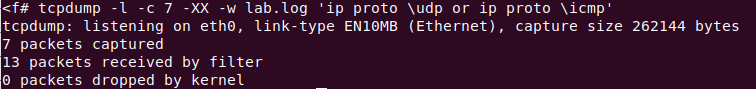 <f# tcpdump -l -c 7 -XX -w lab.log 'ip proto \udp or ip proto \icmp'
tcpdump: listening on eth0, link-type EN10MB (Ethernet), capture size 262144 bytes
7 packets captured
13 packets received by filter
0 packets dropped by kernel